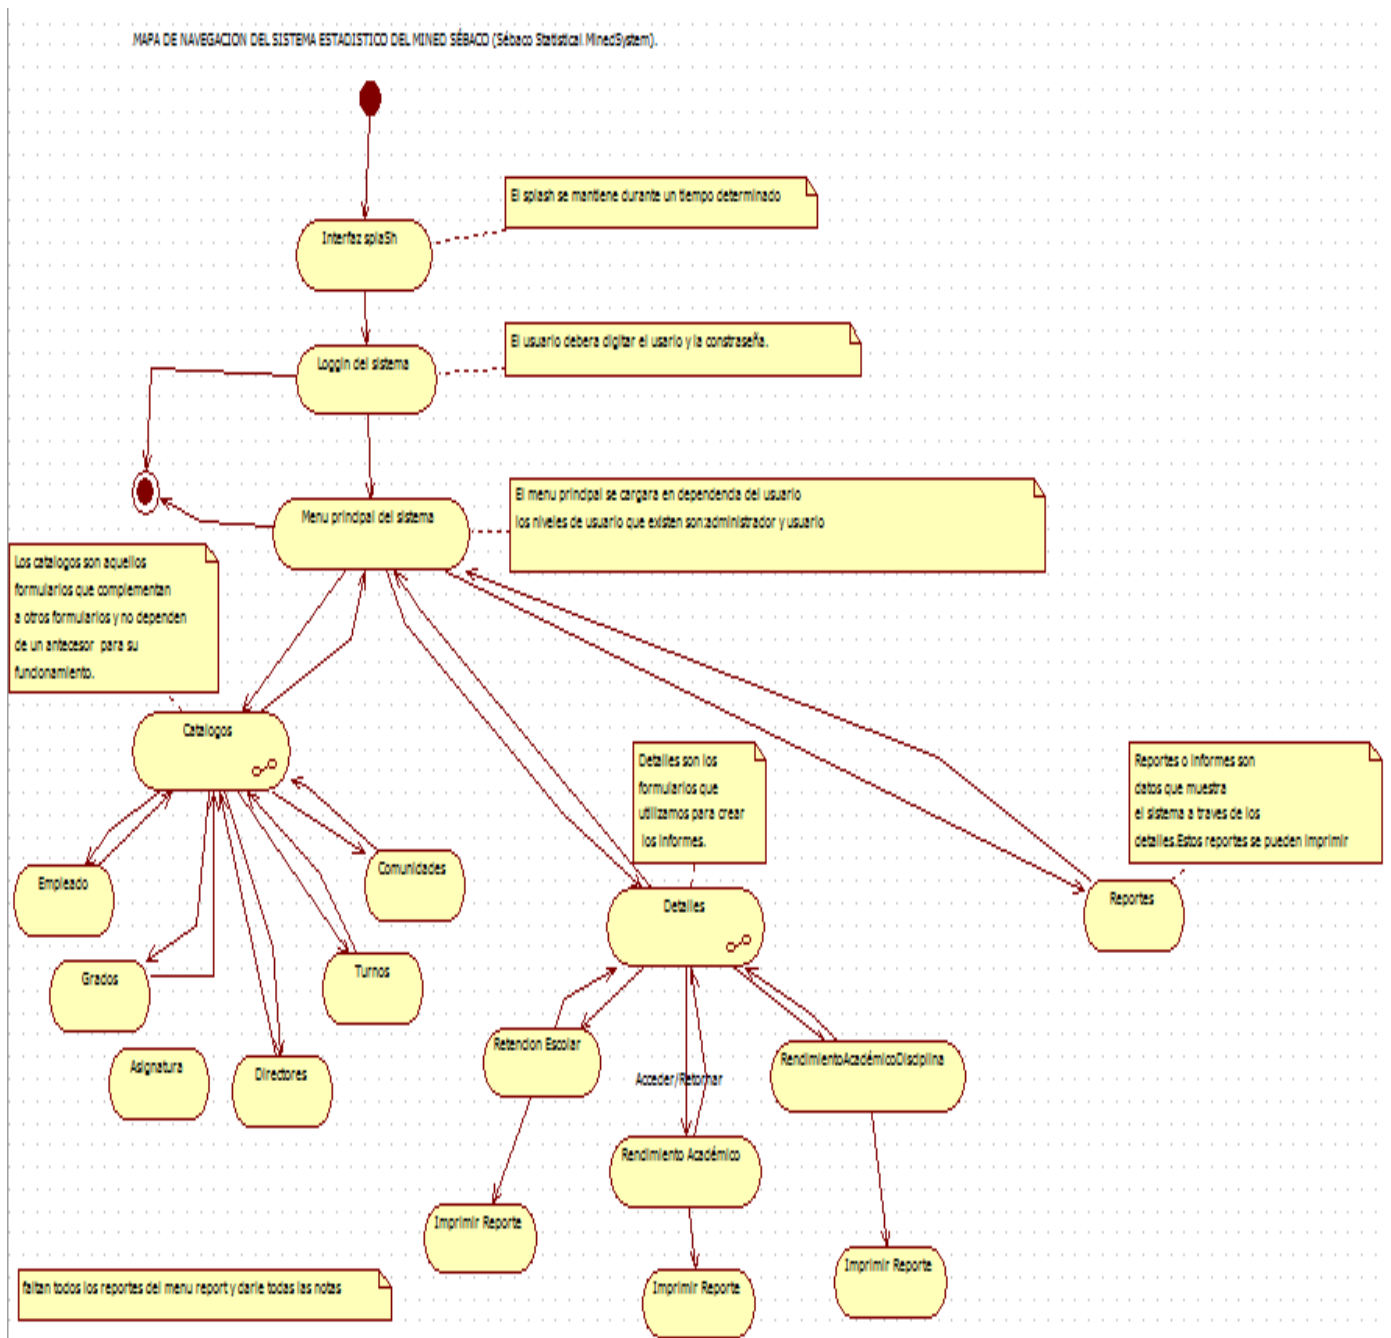 MAPA DE NAVEGACION DEL SISTEMA ESTADISTICO DEL MINED SÉBACO (Sébaco Statistical MinedSystem).
El splash se mantiene durante un tiempo determinado
Interfaz splaSh
El usuario debera digitar el usario y la constraseña.
Loggin del sistema
El menu principal se cargara en dependencia del usuario
los niveles de usuario que existen son:administrador y usuario
Menu principal del sistema
Los catalogos son aquellos
formularios que complementan
a otros formularios y no dependen
de un antecesor para su
funcionamiento.
Catalogos
Detalles son los
formularios que
utilizamos para crear
los informes.
Reportes o informes son
datos que muestra
el sistema a traves de los
detalles.Estos reportes se pueden imprimir
Empleado
Comunidades
Detalles
Reportes
Grados
Turnos
Asignatura
Directores
Retencion Escolar
RendimientoAcadémicoDisciplina
Acceder/Retornar
Rendimiento Académico
Imprimir Reporte
Imprimir Reporte
Imprimir Reporte
faltan todos los reportes del menu report y darle todas las notas